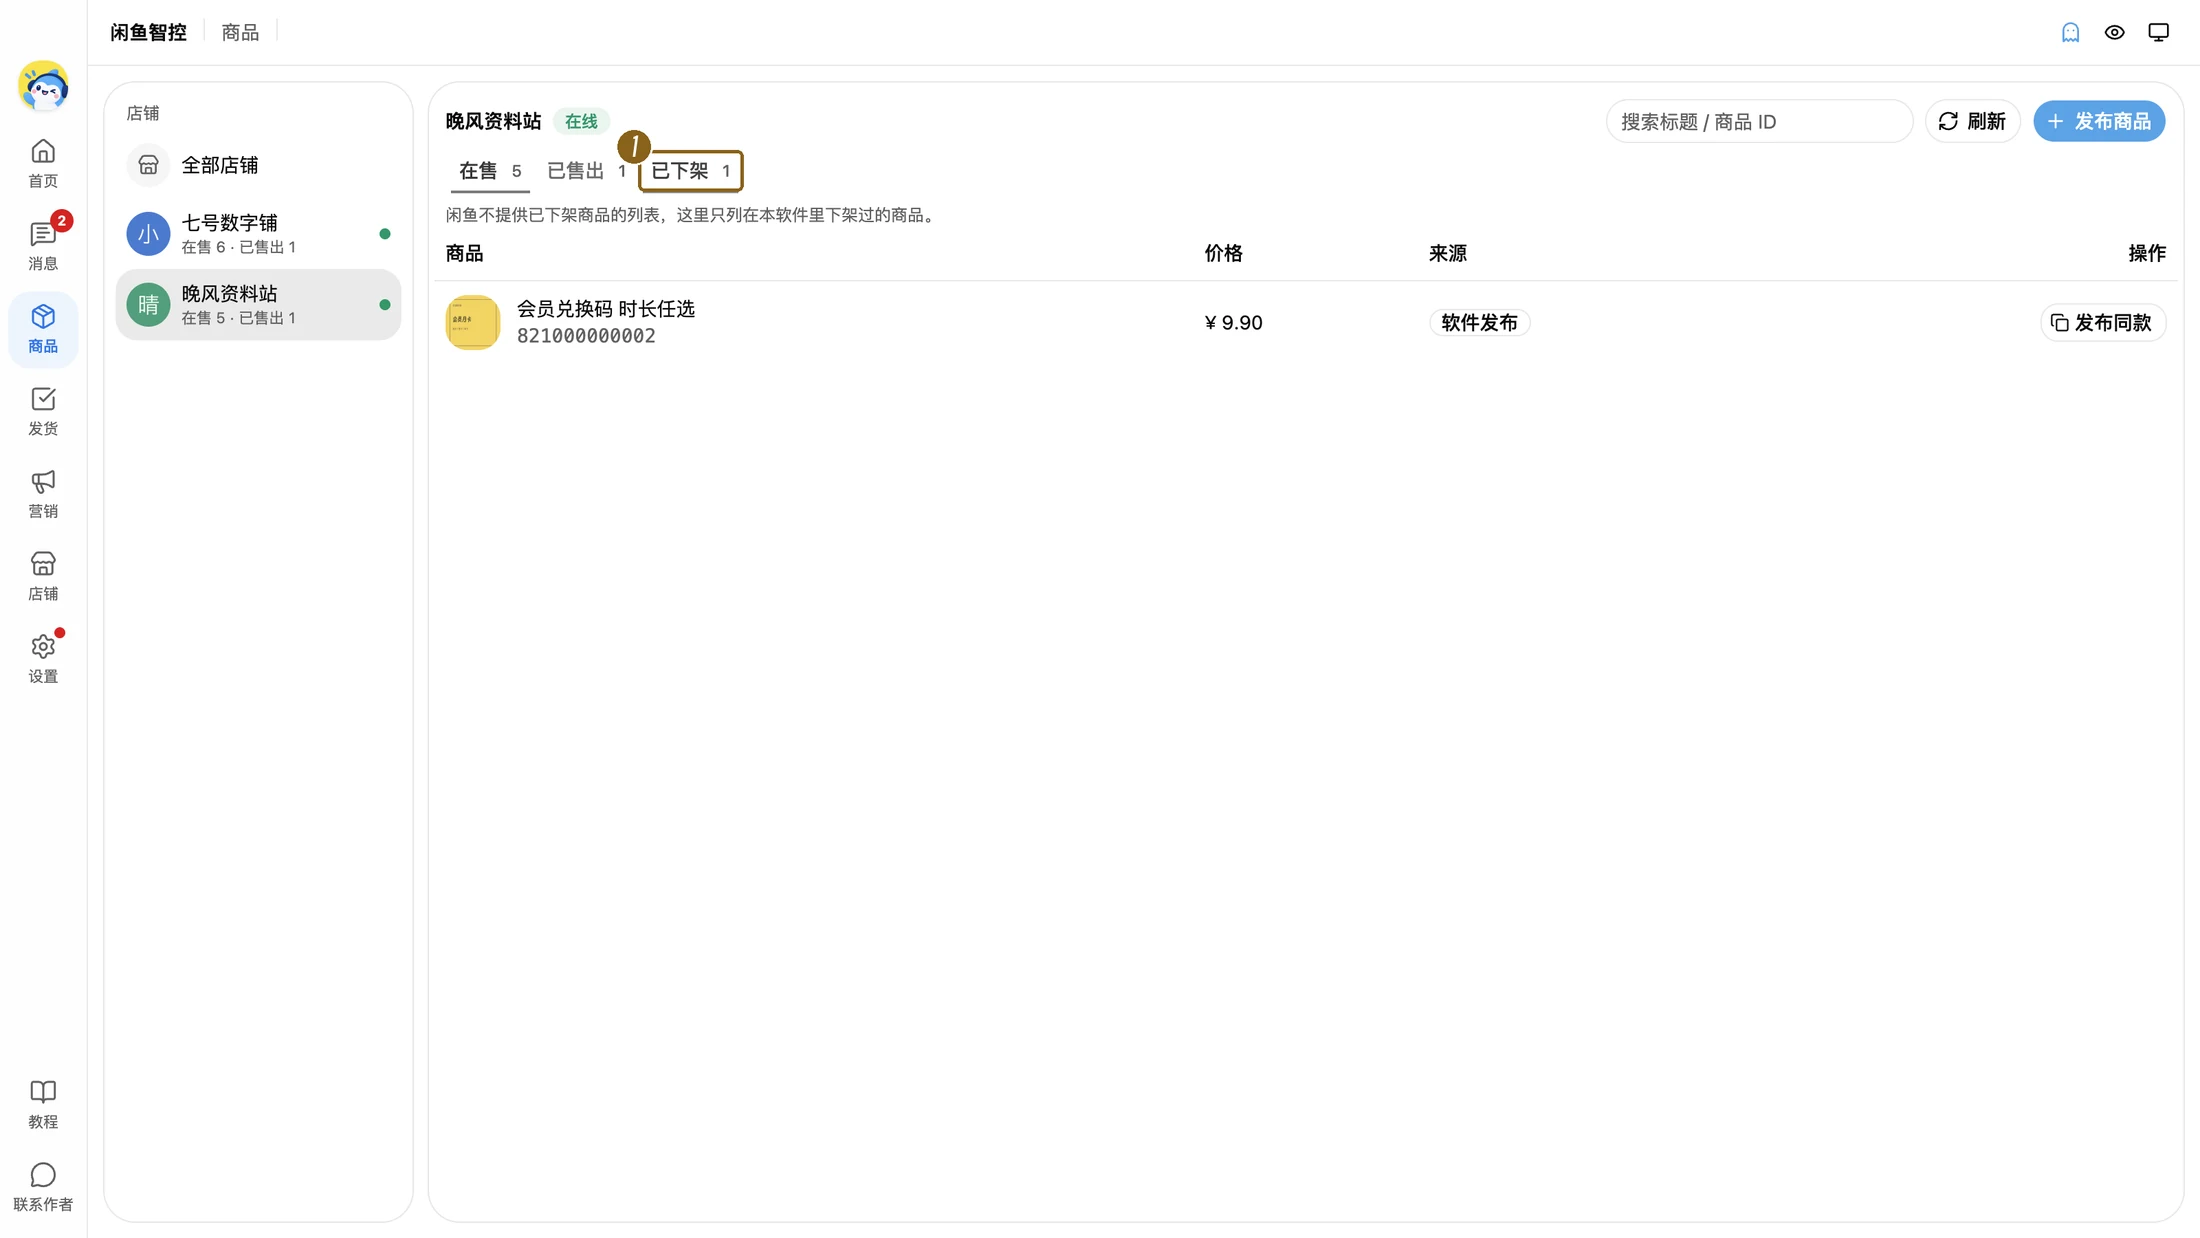 闲鱼智控 商品
首页
2
消息
商品
发货
营销
店铺
设置
教程
联系作者
店铺
全部店铺
小 七号数字铺
在售 6 · 已售出 1
晴 晚风资料站
在售 5 · 已售出 1
晚风资料站 在线
搜索标题 / 商品 ID 刷新 发布商品
1
在售 5 已售出 1 已下架 1
闲鱼不提供已下架商品的列表，这里只列在本软件里下架过的商品。
商品 价格 来源 操作
会员兑换码 时长任选
821000000002
¥ 9.90 软件发布 发布同款